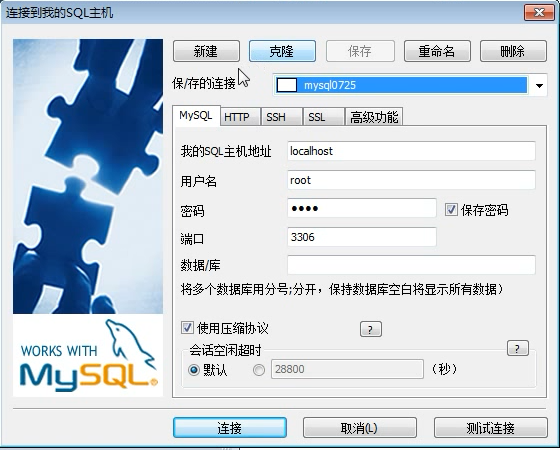 连接到我的SQL主机
新建 克隆 保存 重命名 删除
保/存的连接 mysql0725
MySQL HTTP SSH SSL 高级功能
我的SQL主机地址 localhost
用户名 root
密码 •••• 保存密码
端口 3306
数据/库
将多个数据库用分号;分开，保持数据库空白将显示所有数据）
使用压缩协议 ?
会话空闲超时 ?
默认 28800 （秒）
WORKS WITH
MySQL®
连接 取消(L) 测试连接